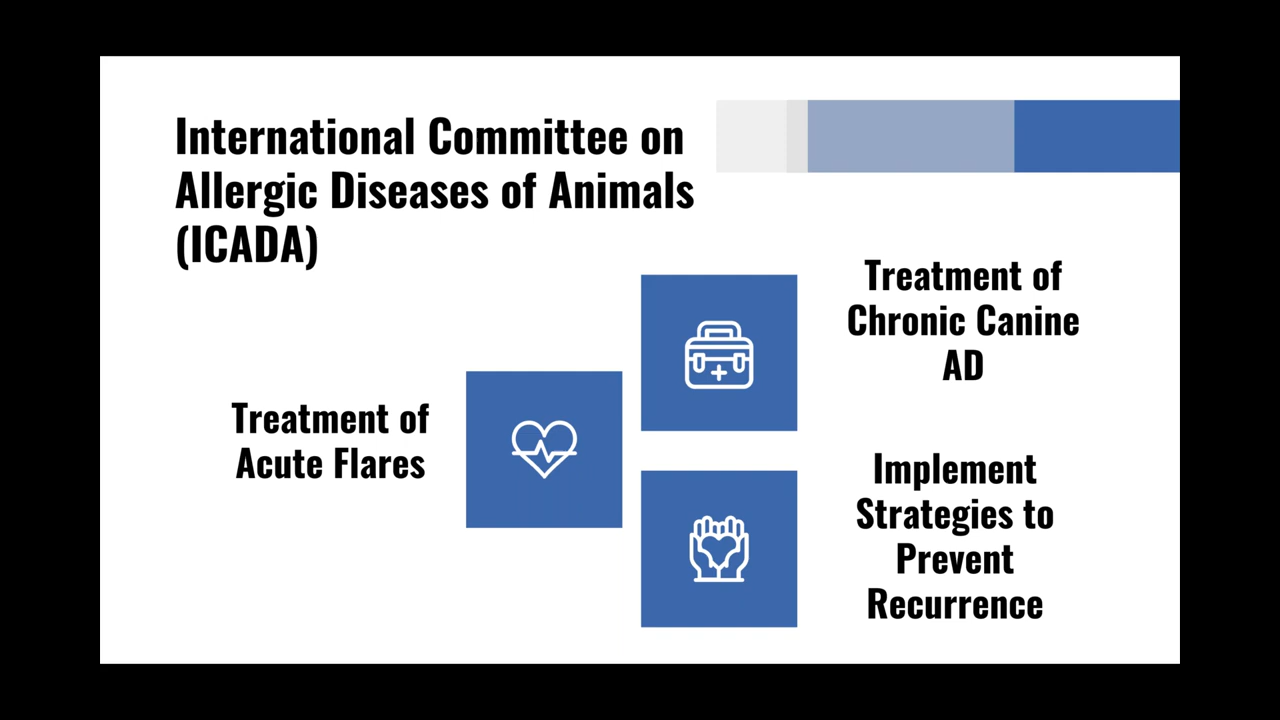 International Committee on
Allergic Diseases of Animals
(ICADA)
Treatment of
Acute Flares
Treatment of
Chronic Canine
AD
Implement
Strategies to
Prevent
Recurrence